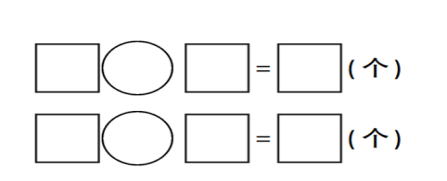 = (个)
= (个)